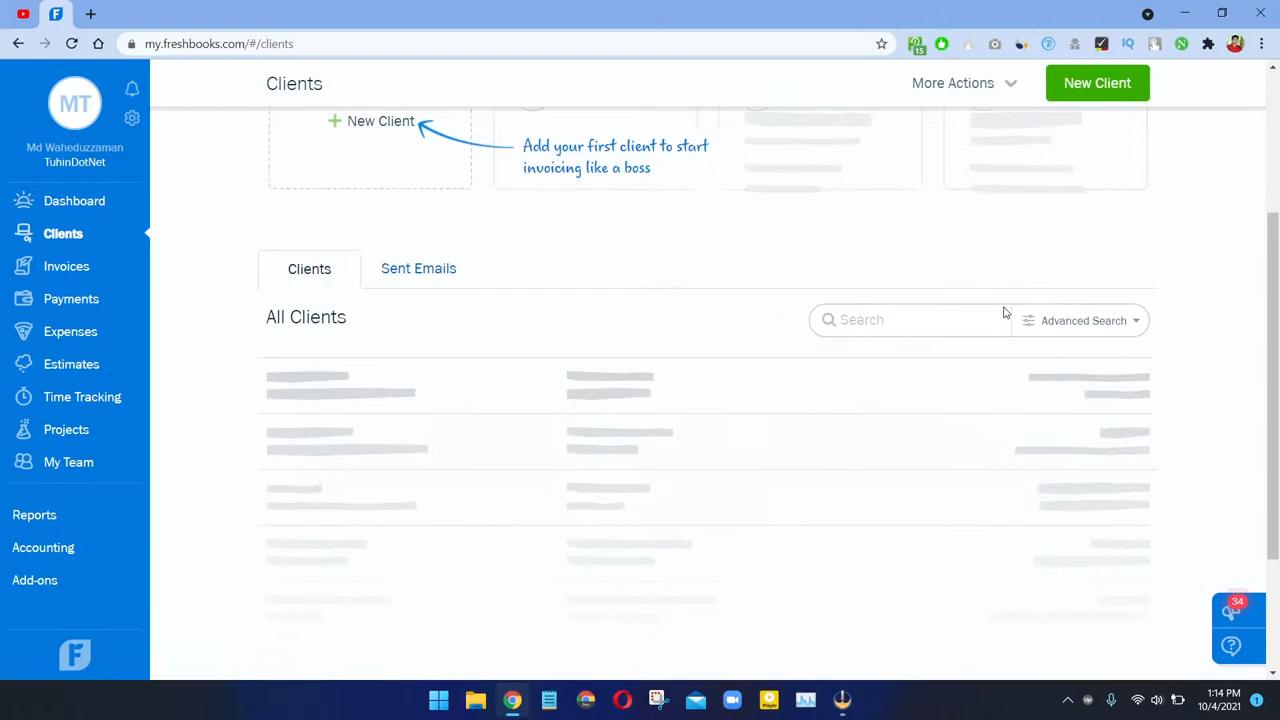 my.freshbooks.com/#/clients
15
MT
Md Waheduzzaman
TuhinDotNet
Dashboard
Clients
Invoices
Payments
Expenses
Estimates
Time Tracking
Projects
My Team
Reports
Accounting
Add-ons
Clients
More Actions
New Client
New Client
Add your first client to start
invoicing like a boss
Clients
Sent Emails
All Clients
Search
Advanced Search
34
1:14 PM
10/4/2021
1